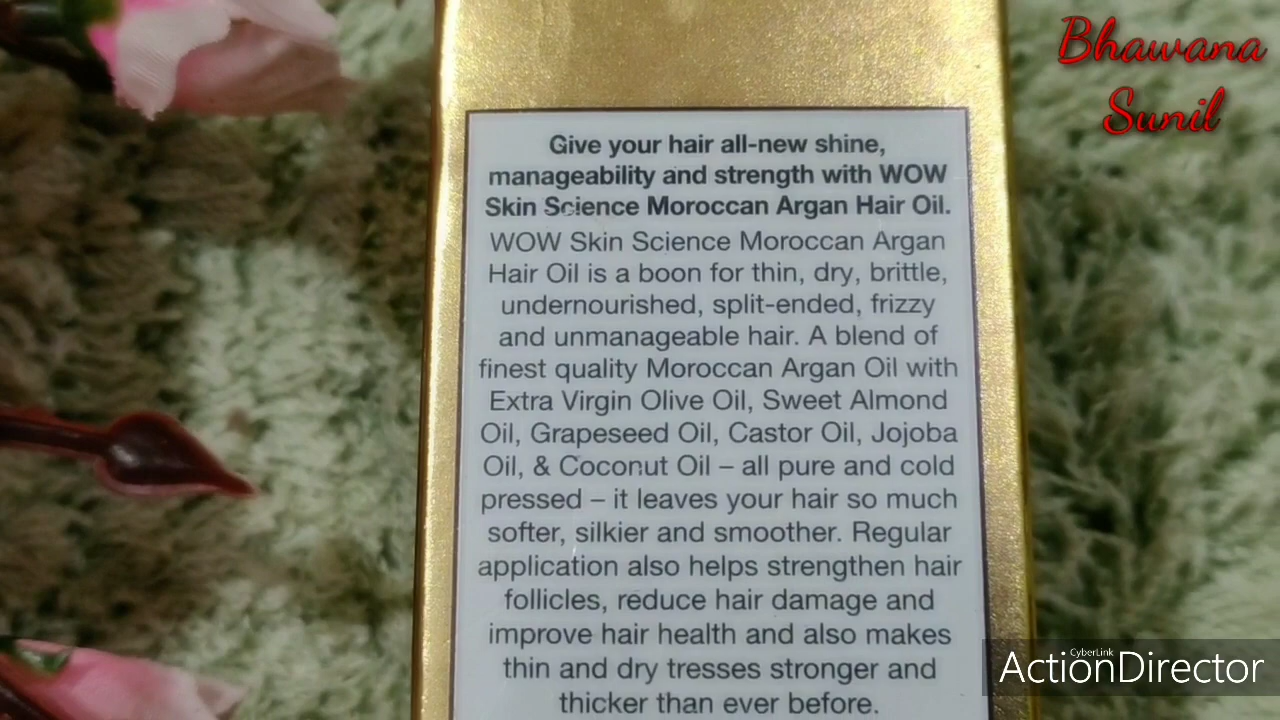 Bhawana
Sunil
Give your hair all-new shine,
manageability and strength with WOW
Skin Science Moroccan Argan Hair Oil.
WOW Skin Science Moroccan Argan
Hair Oil is a boon for thin, dry, brittle,
undernourished, split-ended, frizzy
and unmanageable hair. A blend of
finest quality Moroccan Argan Oil with
Extra Virgin Olive Oil, Sweet Almond
Oil, Grapeseed Oil, Castor Oil, Jojoba
Oil, & Coconut Oil – all pure and cold
pressed – it leaves your hair so much
softer, silkier and smoother. Regular
application also helps strengthen hair
follicles, reduce hair damage and
improve hair health and also makes
thin and dry tresses stronger and
thicker than ever before.
CyberLink
ActionDirector